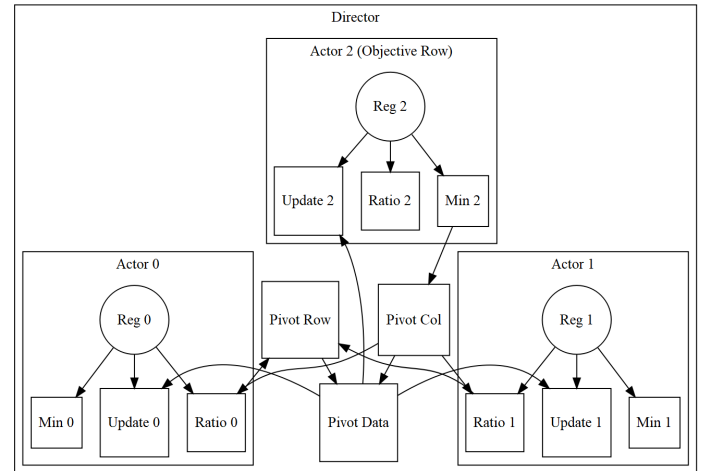 Director
Actor 2 (Objective Row)
Reg 2
Update 2
Ratio 2
Min 2
Actor 0
Actor 1
Reg 0
Pivot Row
Pivot Col
Reg 1
Min 0
Update 0
Ratio 0
Pivot Data
Ratio 1
Update 1
Min 1